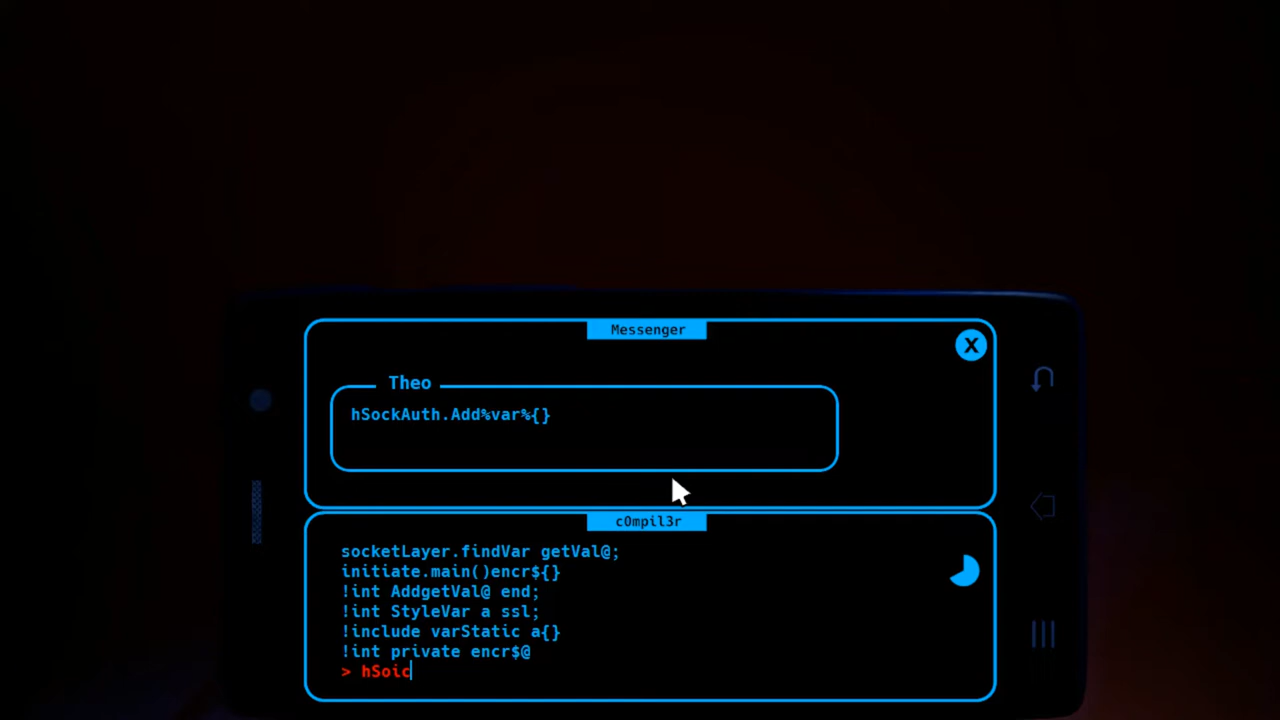 Messenger
X
Theo
hSockAuth.Add%var%{}
c0mpil3r
socketLayer.findVar getVal@;
initiate.main()encr${}
!int AddgetVal@ end;
!int StyleVar a ssl;
!include varStatic a{}
!int private encr$@
> hSoic